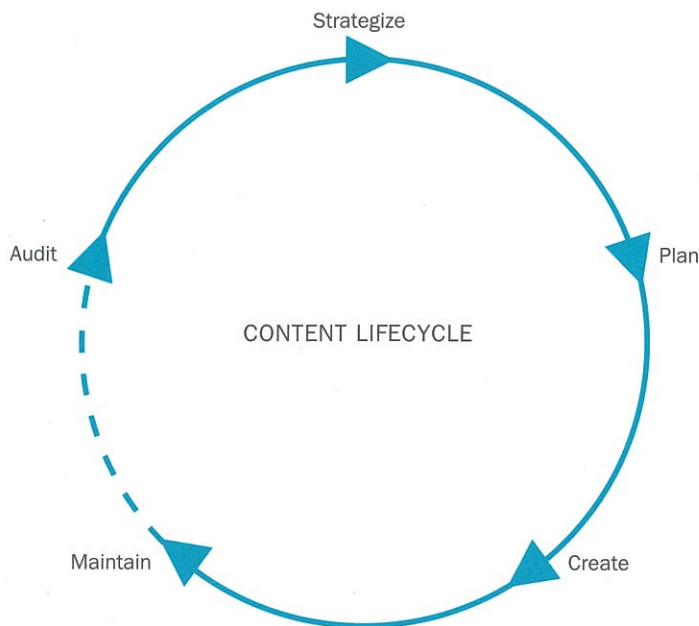 Strategize
Audit
Plan
CONTENT LIFECYCLE
Maintain
Create